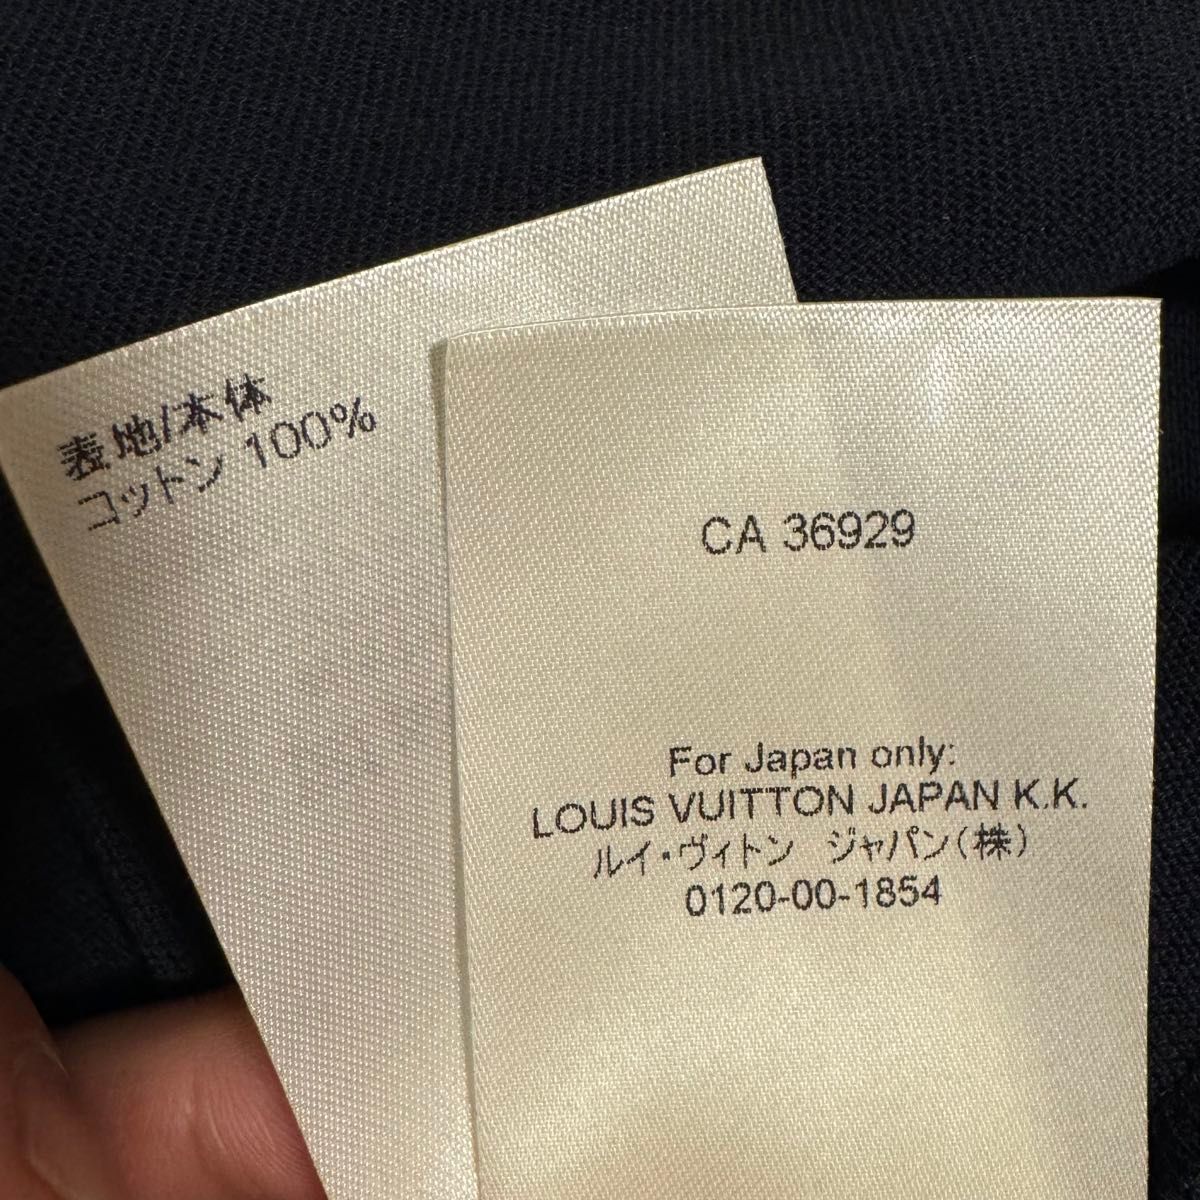 表地/本体
コットン 100%
CA 36929
For Japan only:
LOUIS VUITTON JAPAN K.K.
ルイ・ヴィトン　ジャパン(株)
0120-00-1854